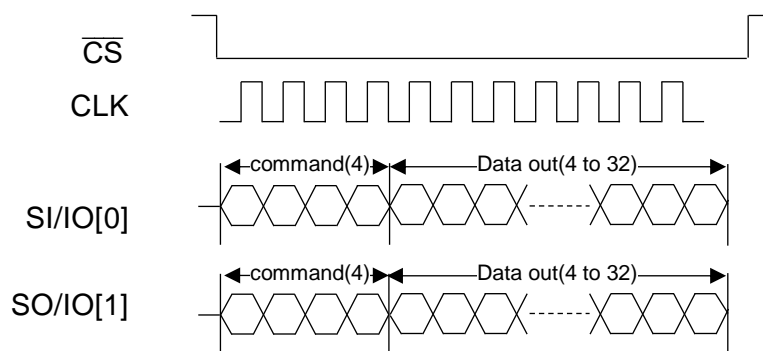 CS
CLK
command(4) Data out(4 to 32)
SI/IO[0]
command(4) Data out(4 to 32)
SO/IO[1]